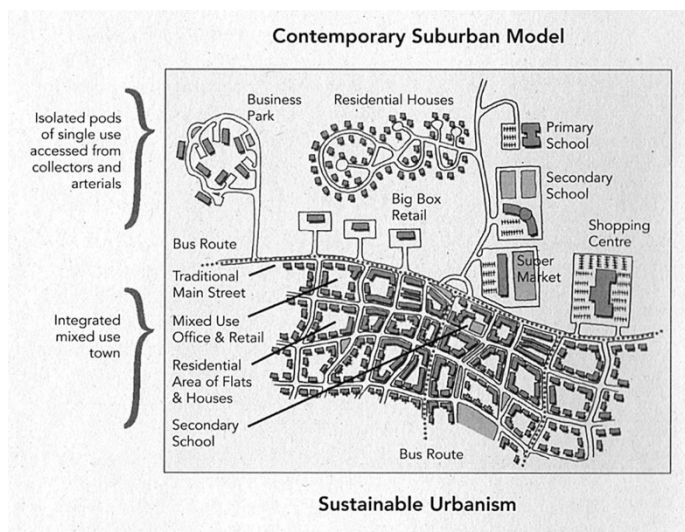 Contemporary Suburban Model
Isolated pods
of single use
accessed from
collectors and
arterials
Business
Park
Residential Houses
Primary
School
Secondary
School
Big Box
Retail
Shopping
Centre
Bus Route
Super
Market
Traditional
Main Street
Integrated
mixed use
town
Mixed Use
Office & Retail
Residential
Area of Flats
& Houses
Secondary
School
Bus Route
Sustainable Urbanism